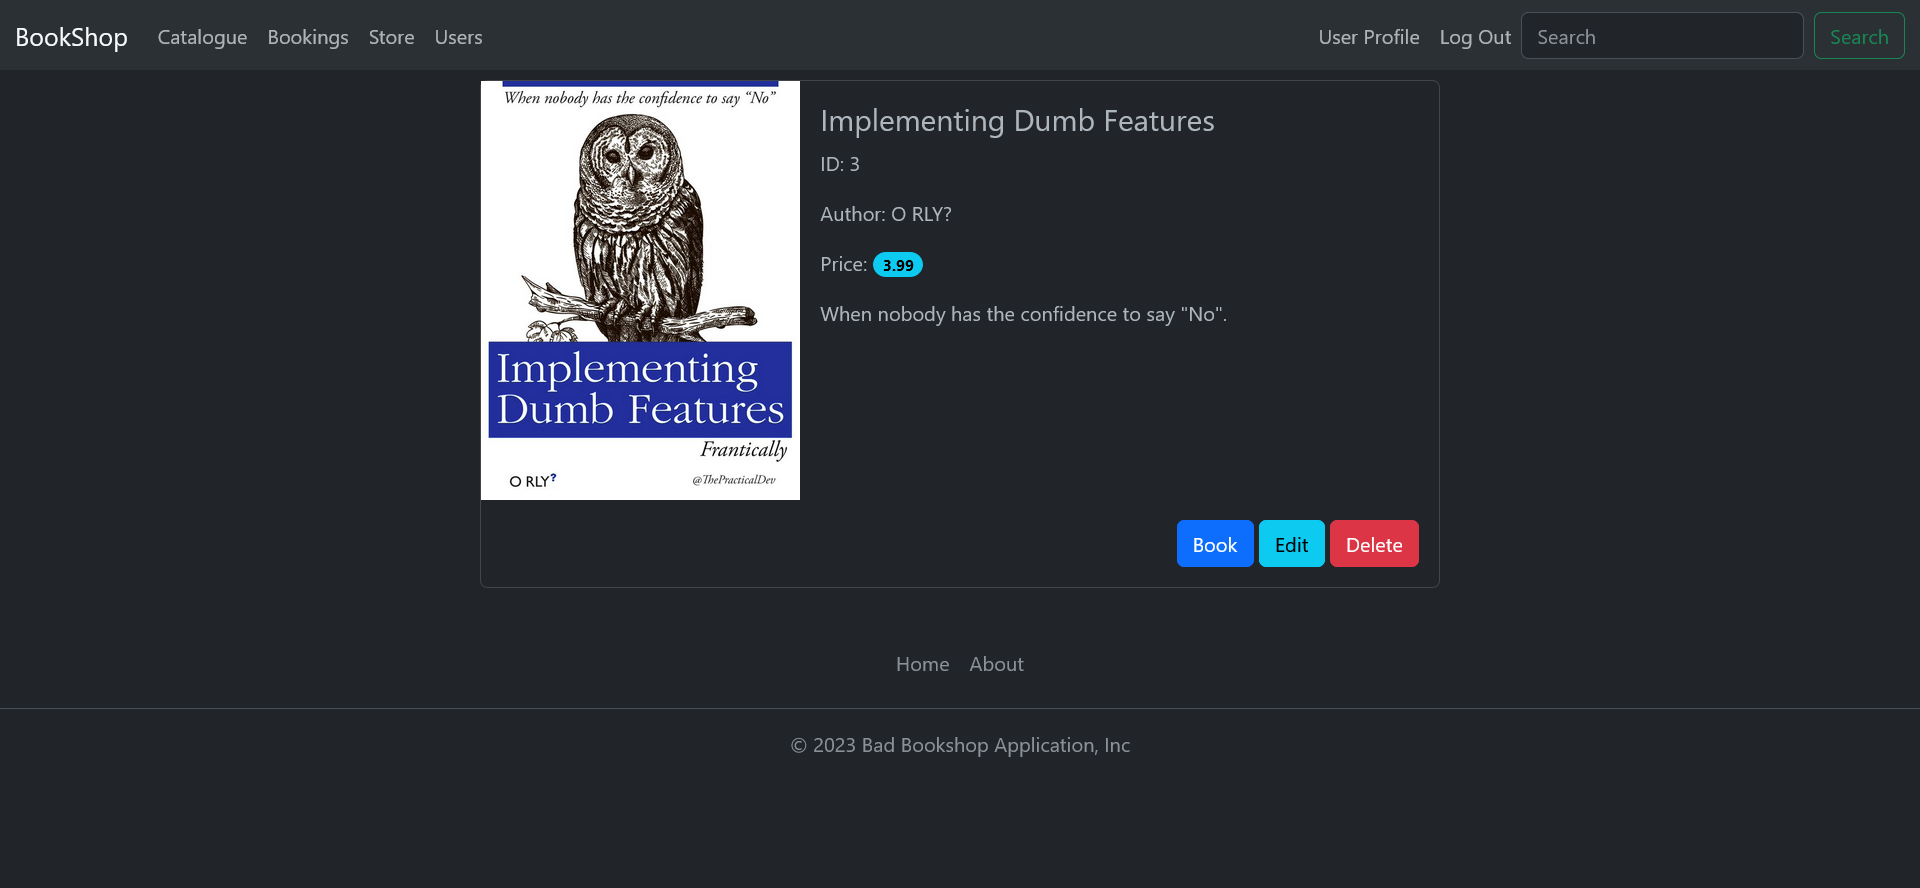 BookShop Catalogue Bookings Store Users User Profile Log Out Search Search
When nobody has the confidence to say “No”
Implementing
Dumb Features
Frantically
O RLY?
@ThePracticalDev
Implementing Dumb Features
ID: 3
Author: O RLY?
Price: 3.99
When nobody has the confidence to say "No".
Book Edit Delete
Home About
© 2023 Bad Bookshop Application, Inc